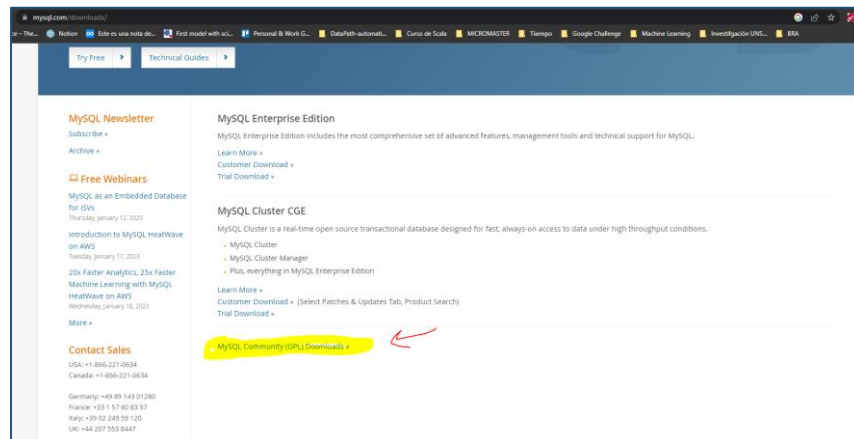 mysql.com/downloads/
Notion
Este es una nota de...
First model with sci...
Personal & Work G...
DataPath-automati...
Curso de Scala
MICROMASTER
Tiempo
Google Challenge
Machine Learning
Investifgación UNS...
BRA
Try Free
Technical Guides
MySQL Newsletter
Subscribe »
Archive »
Free Webinars
MySQL as an Embedded Database
for ISVs
Thursday, January 12, 2023
Introduction to MySQL HeatWave
on AWS
Tuesday, January 17, 2023
20x Faster Analytics, 25x Faster
Machine Learning with MySQL
HeatWave on AWS
Wednesday, January 18, 2023
More »
Contact Sales
USA: +1-866-221-0634
Canada: +1-866-221-0634
Germany: +49 89 143 01280
France: +33 1 57 60 83 57
Italy: +39 02 249 59 120
UK: +44 207 553 8447
MySQL Enterprise Edition
MySQL Enterprise Edition includes the most comprehensive set of advanced features, management tools and technical support for MySQL.
Learn More »
Customer Download »
Trial Download »
MySQL Cluster CGE
MySQL Cluster is a real-time open source transactional database designed for fast, always-on access to data under high throughput conditions.
MySQL Cluster
MySQL Cluster Manager
Plus, everything in MySQL Enterprise Edition
Learn More »
Customer Download » (Select Patches & Updates Tab, Product Search)
Trial Download »
MySQL Community (GPL) Downloads »